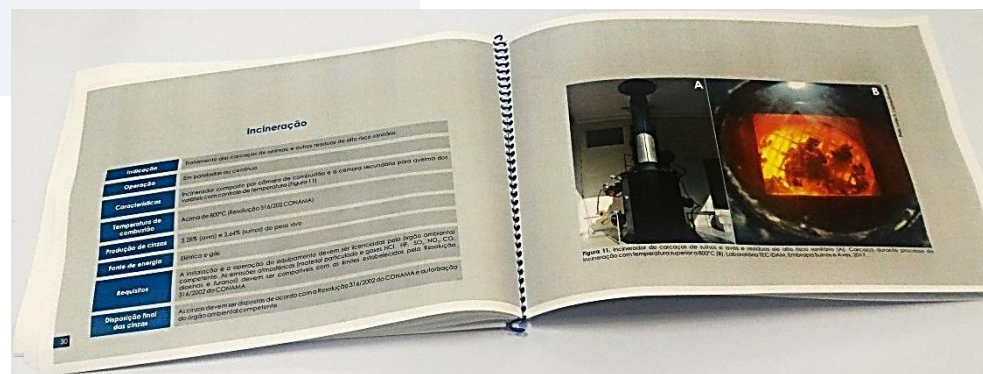 Incineração
Indicação
Tratamento das carcaças de animais e outros resíduos de alto risco sanitário
Operação
Em bateladas ou contínuo
Características
Incinerador composto por câmara de combustão e a câmara secundária para queima dos
voláteis com controle de temperatura (Figura 11)
Temperatura de
combustão
Acima de 800°C (Resolução 316/202 CONAMA)
Produção de cinzas
2,28% (aves) e 2,64% (suínos) do peso vivo
Fonte de energia
Elétrica e gás
Requisitos
A instalação e a operação do equipamento devem ser licenciadas pelo órgão ambiental
competente. As emissões atmosféricas (material particulado e gases HCl, HF, SO₂, NO₂, CO,
dioxinas e furanos) devem ser compatíveis com os limites estabelecidos pela Resolução
316/2002 do CONAMA
Disposição final
das cinzas
As cinzas devem ser dispostas de acordo com a Resolução 316/2002 do CONAMA e autorização
do órgão ambiental competente.
30
A
B
Figura 11. Incinerador de carcaças de suínos e aves e resíduos de alto risco sanitário (A). Carcaça durante processo de
incineração com temperatura superior a 800°C (B). Laboratório TEC-DAM, Embrapa Suínos e Aves, 2017.